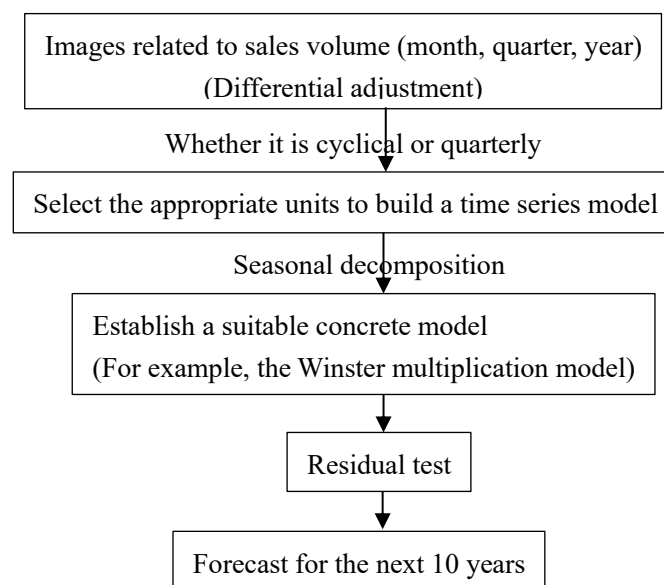 Images related to sales volume (month, quarter, year)
(Differential adjustment)
Whether it is cyclical or quarterly
Select the appropriate units to build a time series model
Seasonal decomposition
Establish a suitable concrete model
(For example, the Winster multiplication model)
Residual test
Forecast for the next 10 years